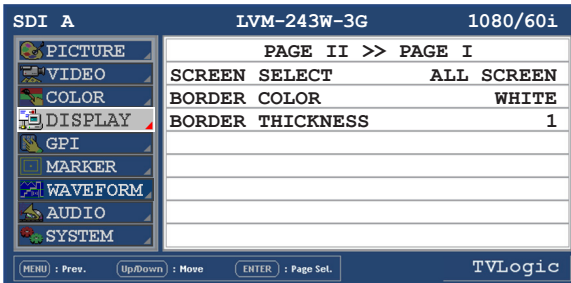 SDI A LVM-243W-3G 1080/60i
PICTURE PAGE II >> PAGE I
VIDEO SCREEN SELECT ALL SCREEN
COLOR BORDER COLOR WHITE
DISPLAY BORDER THICKNESS 1
GPI
MARKER
WAVEFORM
AUDIO
SYSTEM
MENU : Prev. Up/Down : Move ENTER : Page Sel. TVLogic